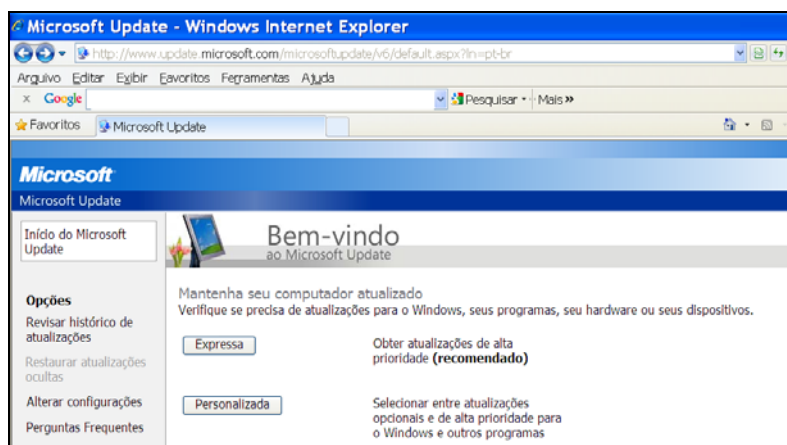 Microsoft Update - Windows Internet Explorer
http://www.update.microsoft.com/microsoftupdate/v6/default.aspx?ln=pt-br
Arquivo Editar Exibir Favoritos Ferramentas Ajuda
x Google Pesquisar Mais »
Favoritos Microsoft Update
Microsoft
Microsoft Update
Início do Microsoft
Update
Bem-vindo
ao Microsoft Update
Opções
Revisar histórico de
atualizações
Restaurar atualizações
ocultas
Alterar configurações
Perguntas Frequentes
Mantenha seu computador atualizado
Verifique se precisa de atualizações para o Windows, seus programas, seu hardware ou seus dispositivos.
Expressa
Obter atualizações de alta
prioridade (recomendado)
Personalizada
Selecionar entre atualizações
opcionais e de alta prioridade para
o Windows e outros programas